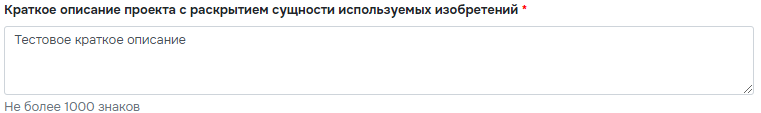 Краткое описание проекта с раскрытием сущности используемых изобретений *
Тестовое краткое описание
Не более 1000 знаков